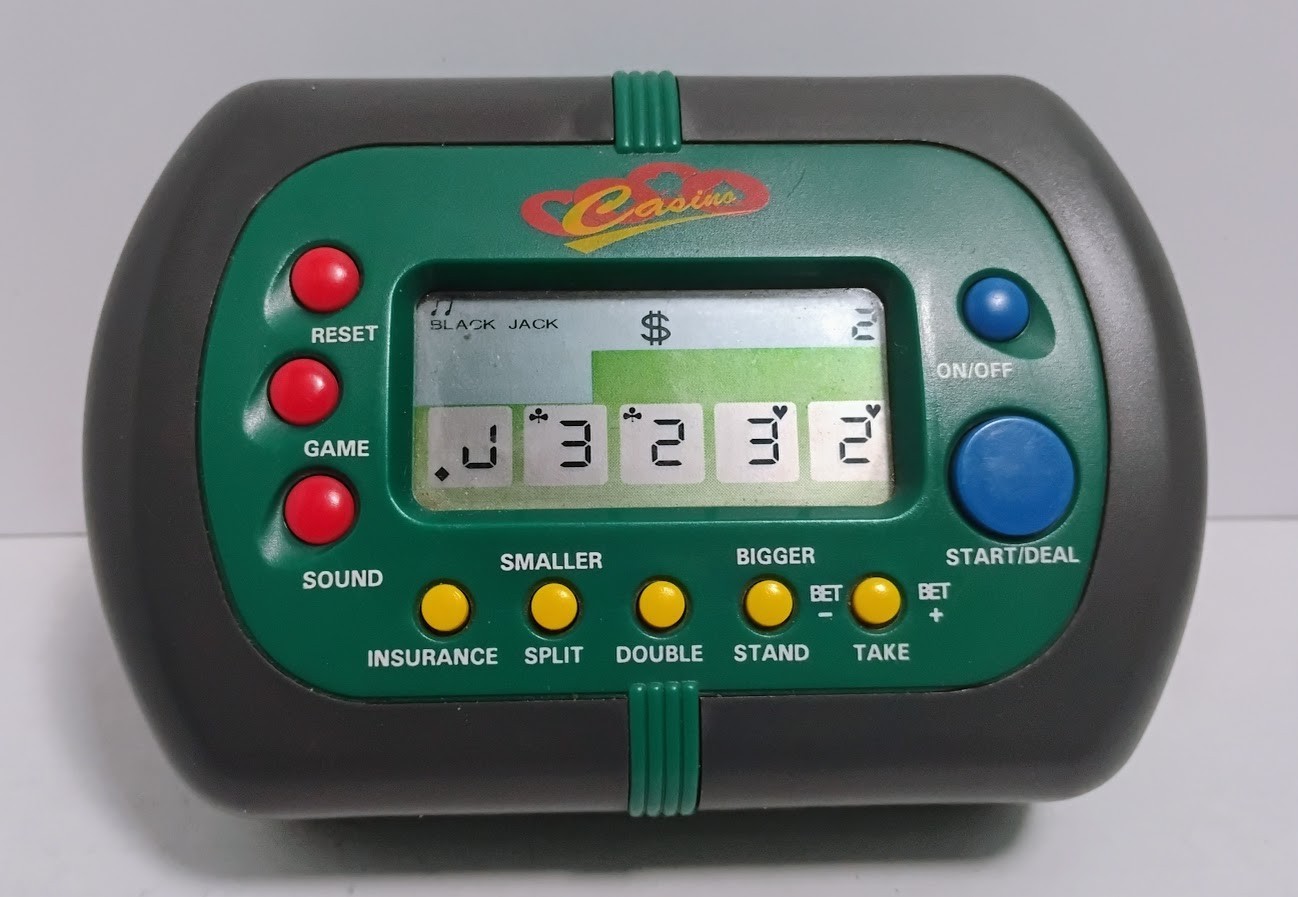 Casino
RESET
GAME
SOUND
♫
BLACK JACK $ 2
♦J ♣3 ♣2 3♥ 2♥
ON/OFF
START/DEAL
SMALLER BIGGER
BET − BET +
INSURANCE SPLIT DOUBLE STAND TAKE